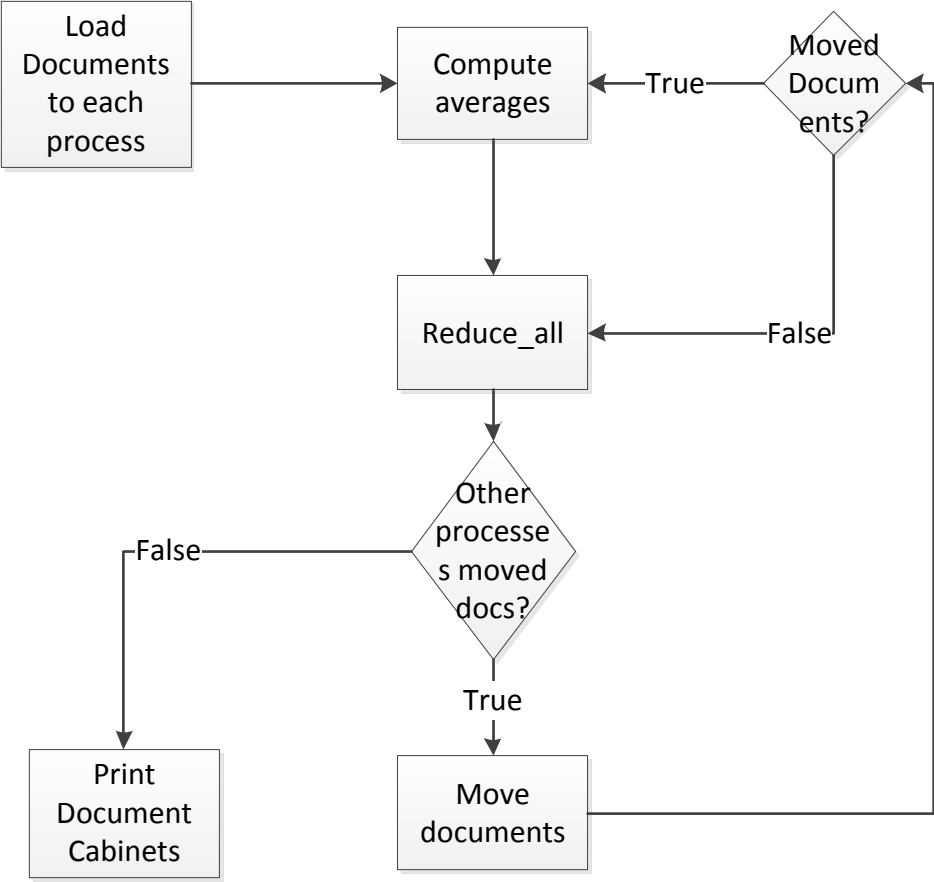 Load
Documents
to each
process
Compute
averages
True
Moved
Docum
ents?
Reduce_all
False
Other
processe
s moved
docs?
False
True
Print
Document
Cabinets
Move
documents